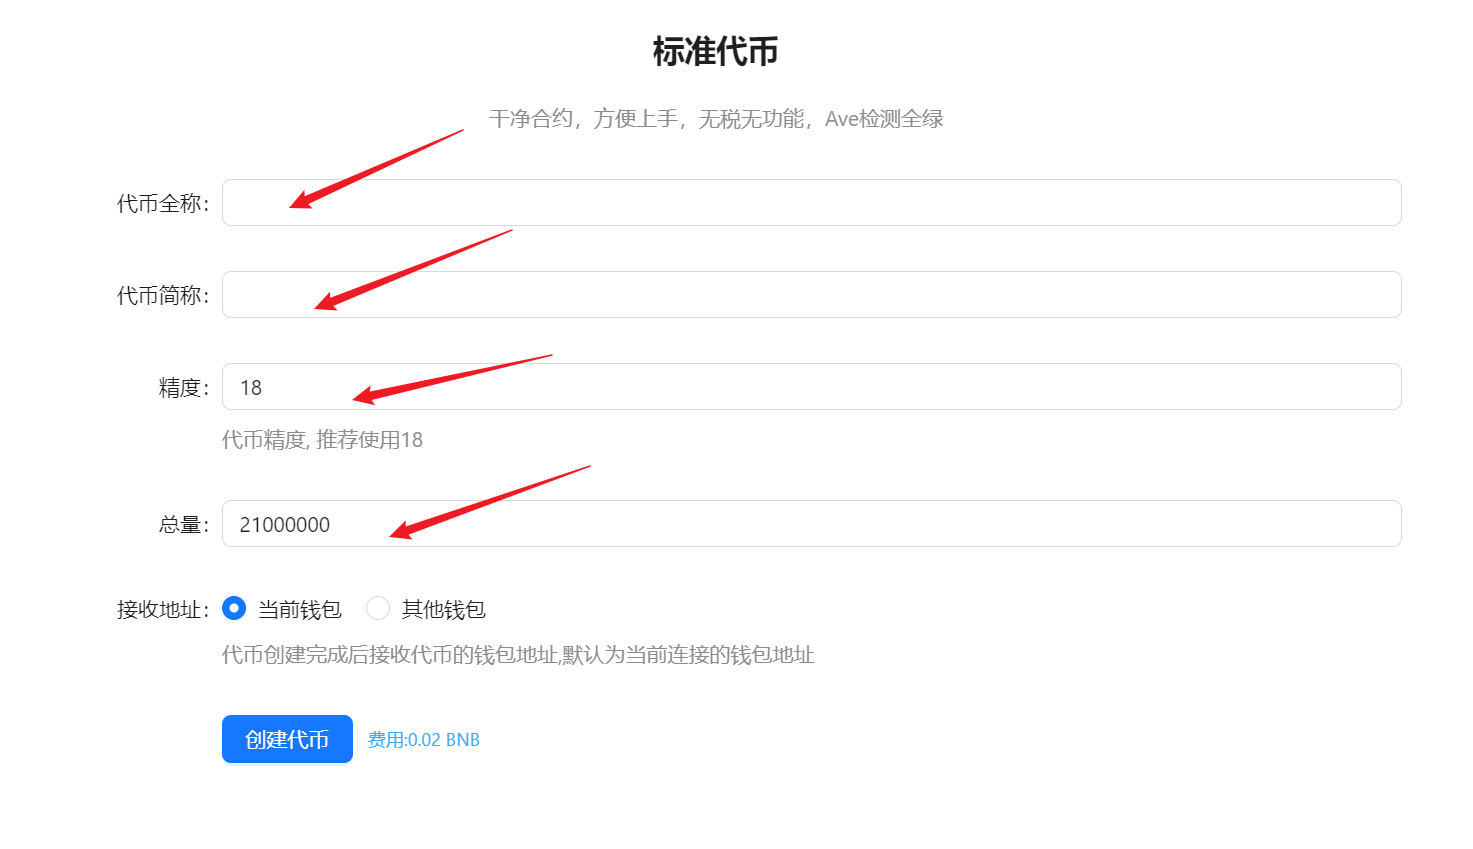 标准代币
干净合约，方便上手，无税无功能，Ave检测全绿
代币全称：
代币简称：
精度： 18
代币精度, 推荐使用18
总量： 21000000
接收地址： 当前钱包 其他钱包
代币创建完成后接收代币的钱包地址,默认为当前连接的钱包地址
创建代币 费用:0.02 BNB